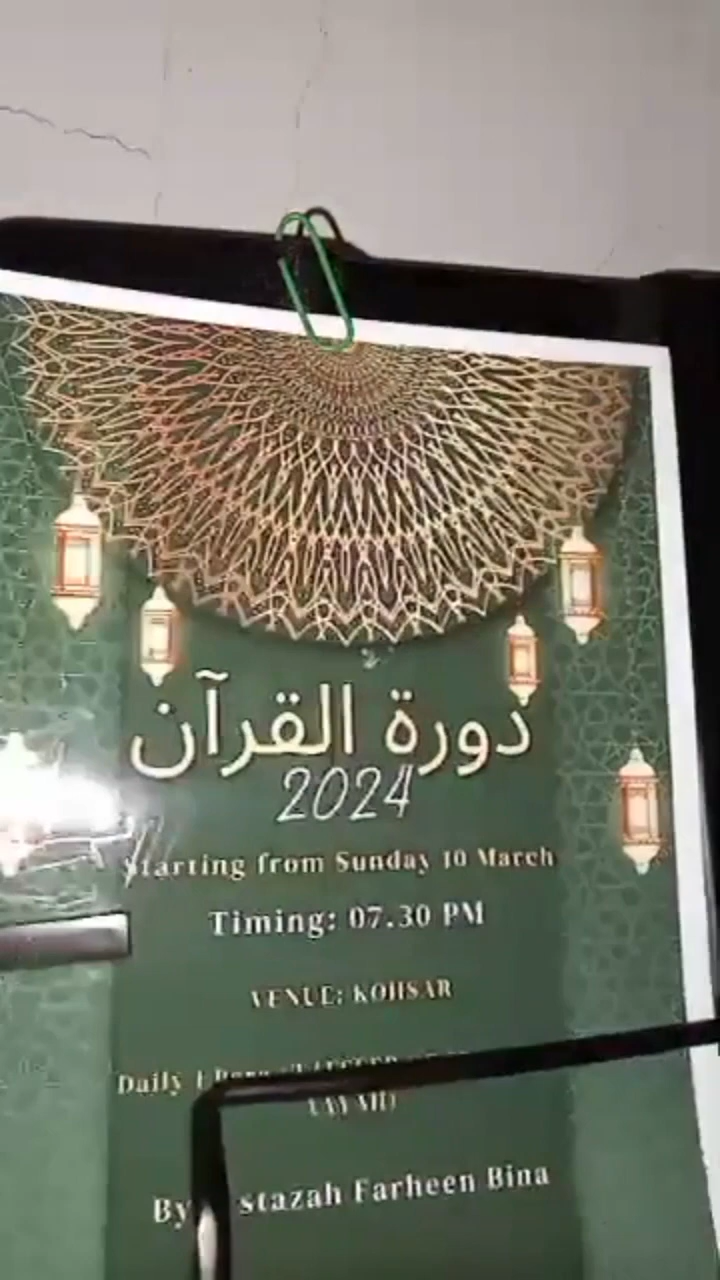 دورة القرآن
2024
Starting from Sunday 10 March
Timing: 07.30 PM
VENUE: KOHSAR
Daily 1
By stazah Farheen Bina